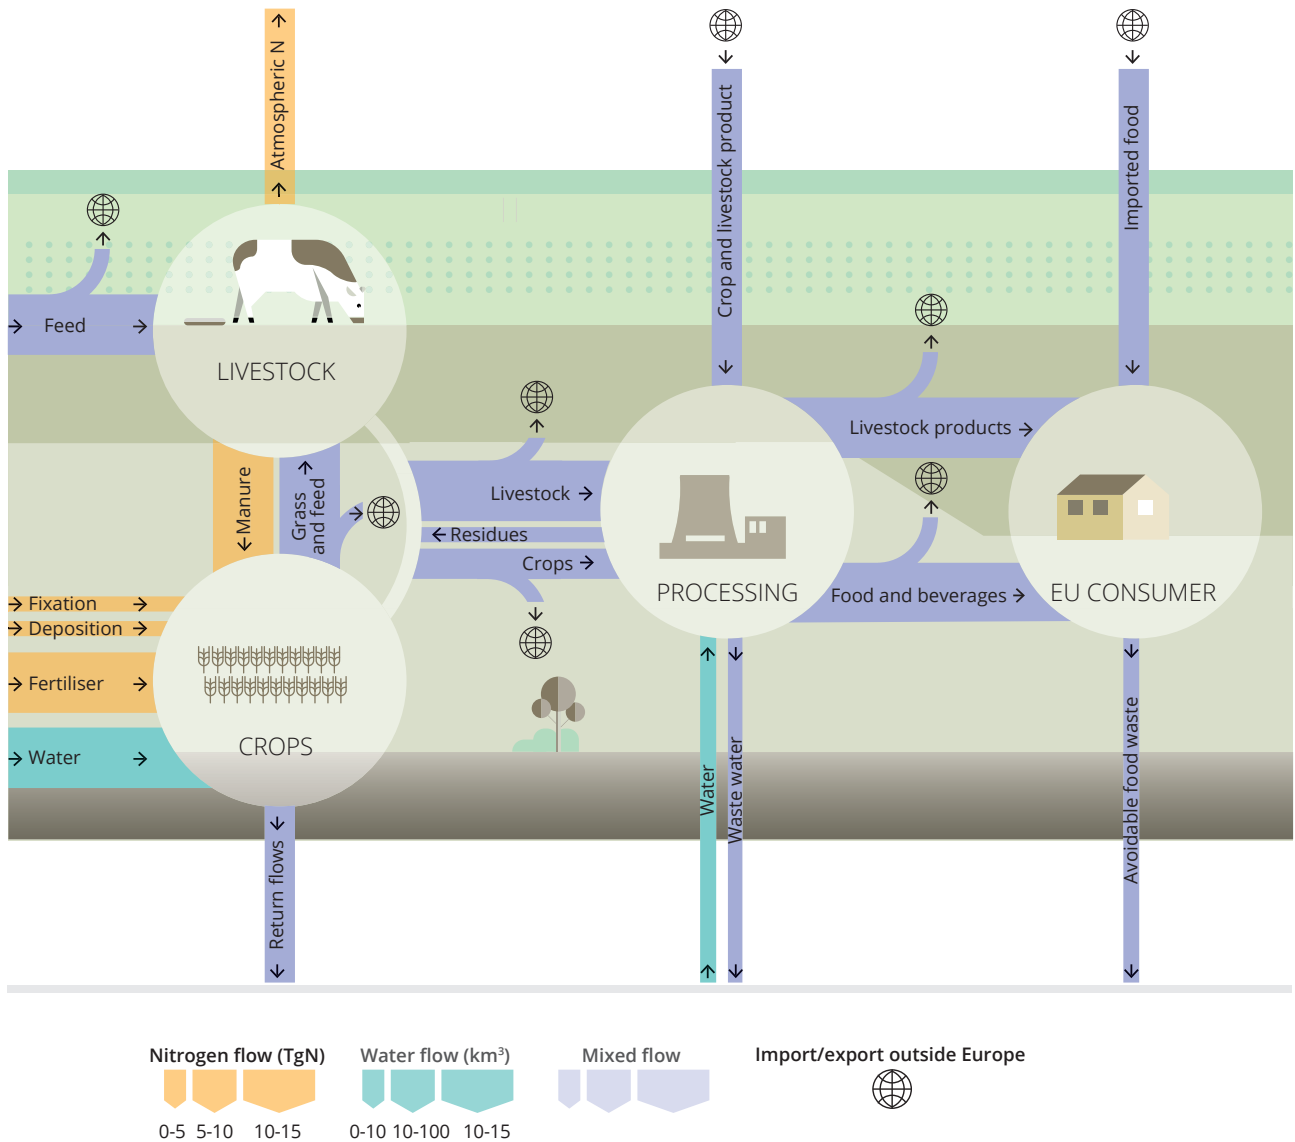 Atmospheric N
Crop and livestock product
Imported food
Feed
LIVESTOCK
Livestock products
Manure
Grass
and feed
Livestock
Residues
Crops
PROCESSING
Food and beverages
EU CONSUMER
Fixation
Deposition
Fertiliser
Water
CROPS
Return flows
Water
Waste water
Avoidable food waste
Nitrogen flow (TgN)
Water flow (km³)
Mixed flow
Import/export outside Europe
0-5 5-10 10-15
0-10 10-100 10-15